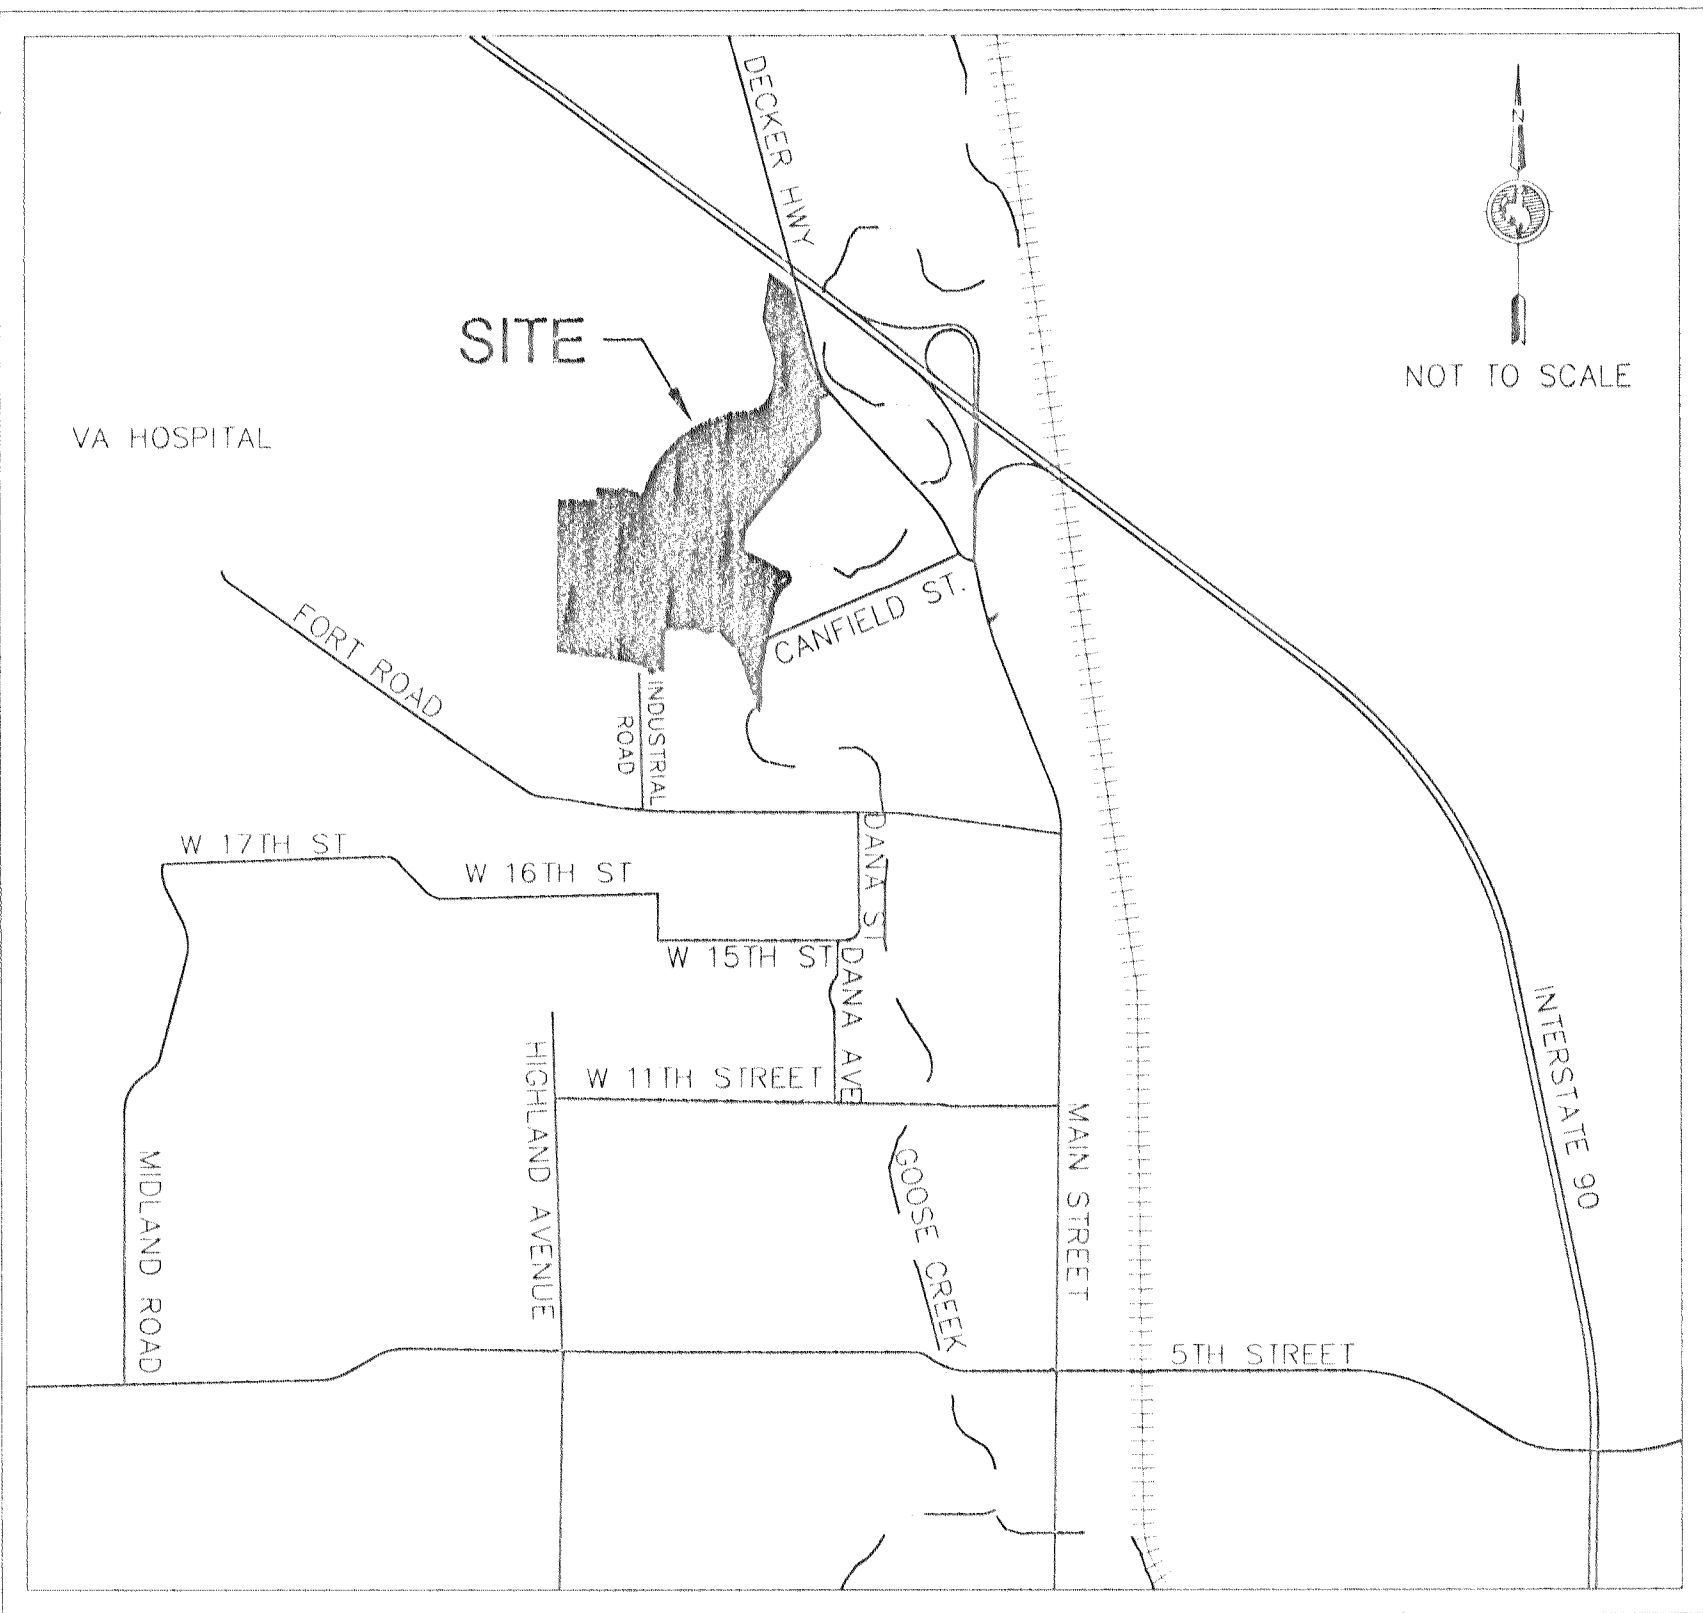 DECKER HWY
N
SITE
NOT TO SCALE
VA HOSPITAL
FORT ROAD
CANFIELD ST.
INDUSTRIAL
ROAD
W 17TH ST
W 16TH ST
DANA ST
W 15TH ST
DANA AVE
INTERSTATE 90
HIGHLAND AVENUE
W 11TH STREET
MAIN STREET
MIDLAND ROAD
GOOSE CREEK
5TH STREET